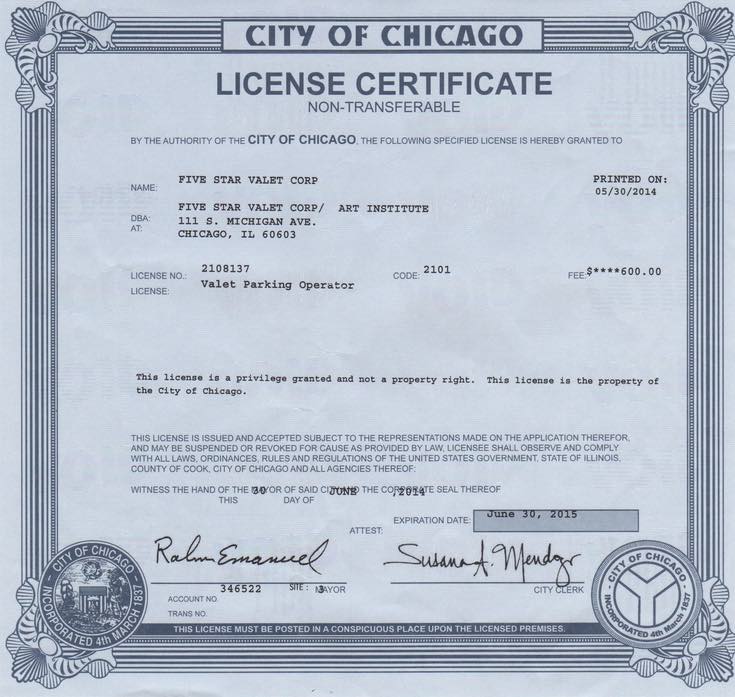 CITY OF CHICAGO
LICENSE CERTIFICATE
NON-TRANSFERABLE
BY THE AUTHORITY OF THE CITY OF CHICAGO, THE FOLLOWING SPECIFIED LICENSE IS HEREBY GRANTED TO
NAME: FIVE STAR VALET CORP
PRINTED ON:
05/30/2014
DBA: FIVE STAR VALET CORP/ ART INSTITUTE
AT: 111 S. MICHIGAN AVE.
CHICAGO, IL 60603
LICENSE NO.: 2108137 CODE: 2101 FEE: $****600.00
LICENSE: Valet Parking Operator
This license is a privilege granted and not a property right. This license is the property of
the City of Chicago.
THIS LICENSE IS ISSUED AND ACCEPTED SUBJECT TO THE REPRESENTATIONS MADE ON THE APPLICATION THEREFOR,
AND MAY BE SUSPENDED OR REVOKED FOR CAUSE AS PROVIDED BY LAW, LICENSEE SHALL OBSERVE AND COMPLY
WITH ALL LAWS, ORDINANCES, RULES AND REGULATIONS OF THE UNITED STATES GOVERNMENT, STATE OF ILLINOIS,
COUNTY OF COOK, CITY OF CHICAGO AND ALL AGENCIES THEREOF:
WITNESS THE HAND OF THE MAYOR OF SAID CITY AND THE CORPORATE SEAL THEREOF
THIS 30 DAY OF JUNE ,2014
EXPIRATION DATE: June 30, 2015
ATTEST:
Rahm Emanuel Susana A. Mendoza
346522 SITE : 3 MAYOR CITY CLERK
ACCOUNT NO.
TRANS NO.
THIS LICENSE MUST BE POSTED IN A CONSPICUOUS PLACE UPON THE LICENSED PREMISES.
CITY OF CHICAGO
INCORPORATED 4th MARCH 1837
CITY OF CHICAGO
INCORPORATED 4th MARCH 1837